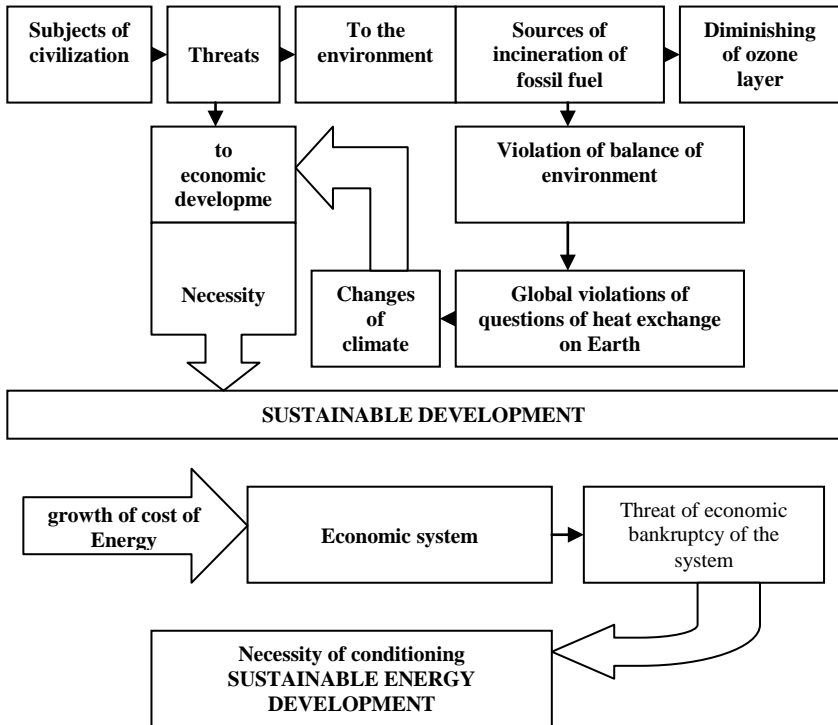 Subjects of
civilization
Threats
To the
environment
Sources of
incineration of
fossil fuel
Diminishing
of ozone
layer
to
economic
developme
Violation of balance of
environment
Necessity
Changes
of
climate
Global violations of
questions of heat exchange
on Earth
SUSTAINABLE DEVELOPMENT
growth of cost of
Energy
Economic system
Threat of economic
bankruptcy of the
system
Necessity of conditioning
SUSTAINABLE ENERGY
DEVELOPMENT